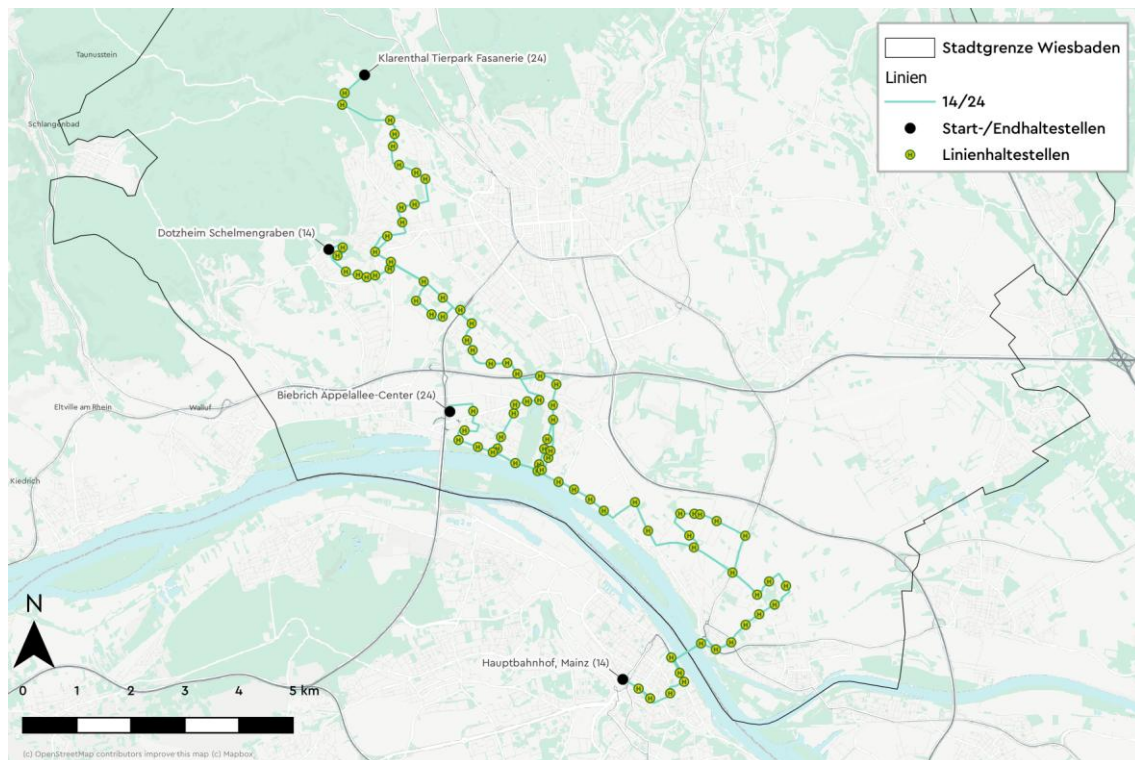 Taunusstein
Klarenthal Tierpark Fasanerie (24)
Stadtgrenze Wiesbaden
Linien
14/24
Start-/Endhaltestellen
H Linienhaltestellen
Schlangenbad
Dotzheim Schelmengraben (14)
Biebrich Äppelallee-Center (24)
Eltville am Rhein
Walluf
Kiedrich
N
Hauptbahnhof, Mainz (14)
0 1 2 3 4 5 km
(c) OpenStreetMap contributors improve this map (c) Mapbox